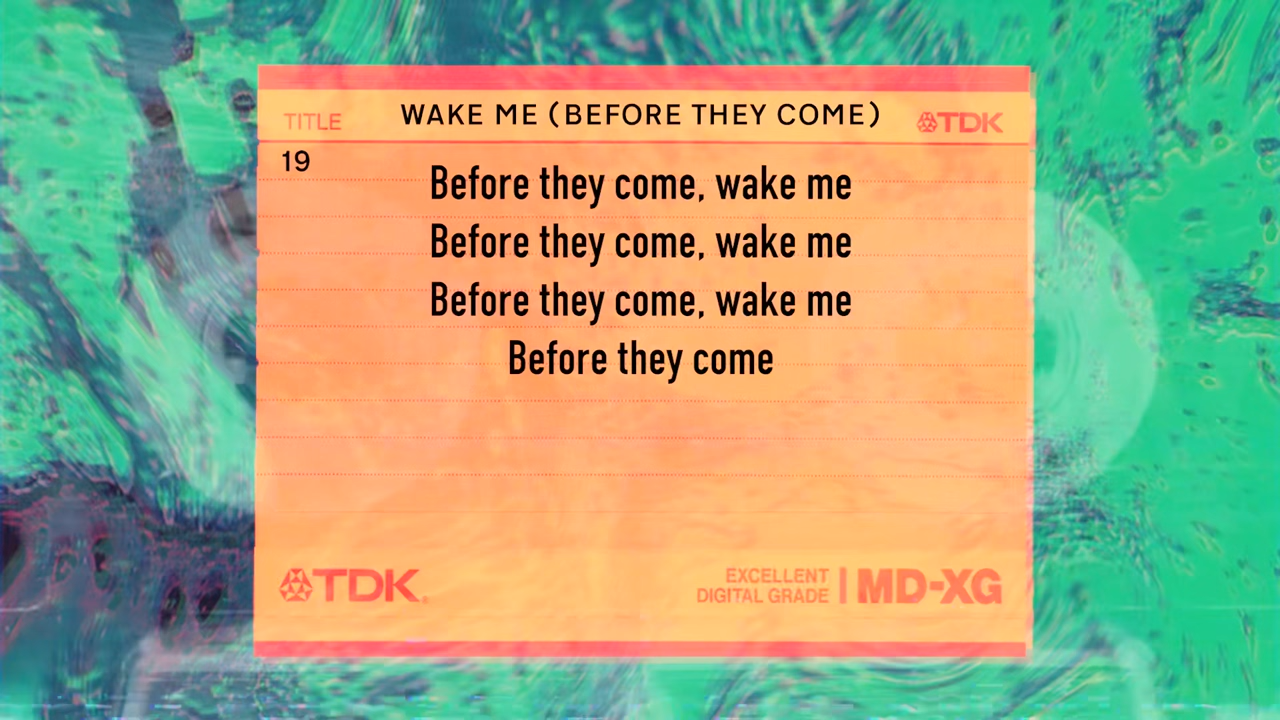 TITLE
WAKE ME (BEFORE THEY COME)
TDK
19
Before they come, wake me
Before they come, wake me
Before they come, wake me
Before they come
TDK
EXCELLENT
DIGITAL GRADE
MD-XG